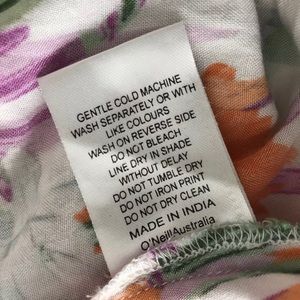 GENTLE COLD MACHINE
WASH SEPARATELY OR WITH
LIKE COLOURS
WASH ON REVERSE SIDE
DO NOT BLEACH
LINE DRY IN SHADE
WITHOUT DELAY
DO NOT TUMBLE DRY
DO NOT IRON PRINT
DO NOT DRY CLEAN
MADE IN INDIA
O'Neill Australia